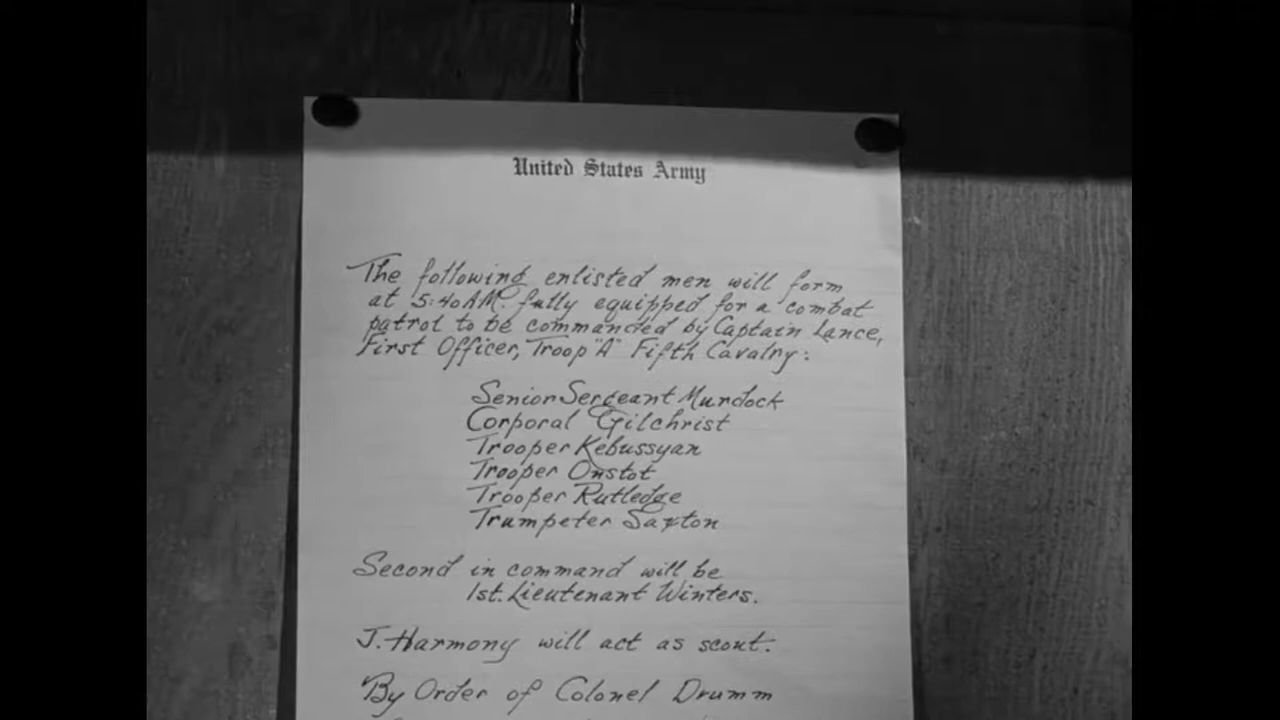 United States Army
The following enlisted men will form
at 5:40 AM. fully equipped for a combat
patrol to be commanded by Captain Lance,
First Officer, Troop "A" Fifth Cavalry:
Senior Sergeant Murdock
Corporal Gilchrist
Trooper Kebussyan
Trooper Onstot
Trooper Rutledge
Trumpeter Saxton
Second in command will be
1st. Lieutenant Winters.
J. Harmony will act as scout.
By Order of Colonel Drumm